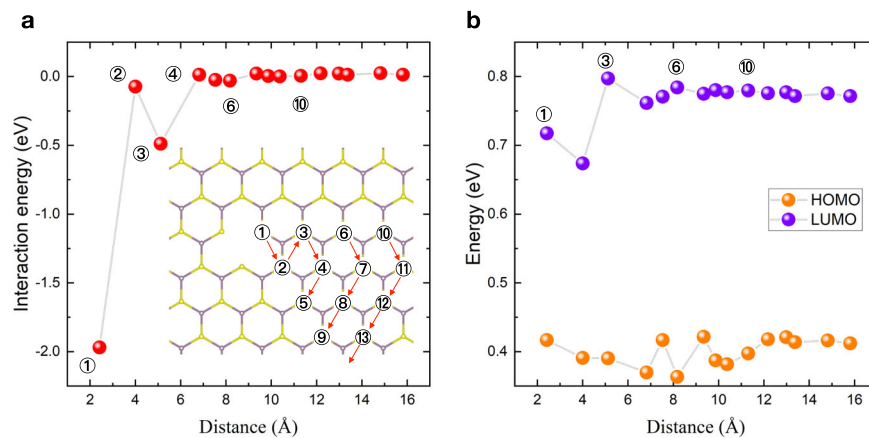 a
0.0
-0.5
-1.0
-1.5
-2.0
Interaction energy (eV)
② ④
③ ⑥ ⑩
① ③ ⑥ ⑩
② ④ ⑦ ⑪
⑤ ⑧ ⑫
⑨ ⑬
①
2 4 6 8 10 12 14 16
Distance (Å)
b
0.8
0.7
0.6
0.5
0.4
Energy (eV)
① ③ ⑥ ⑩
HOMO
LUMO
2 4 6 8 10 12 14 16
Distance (Å)